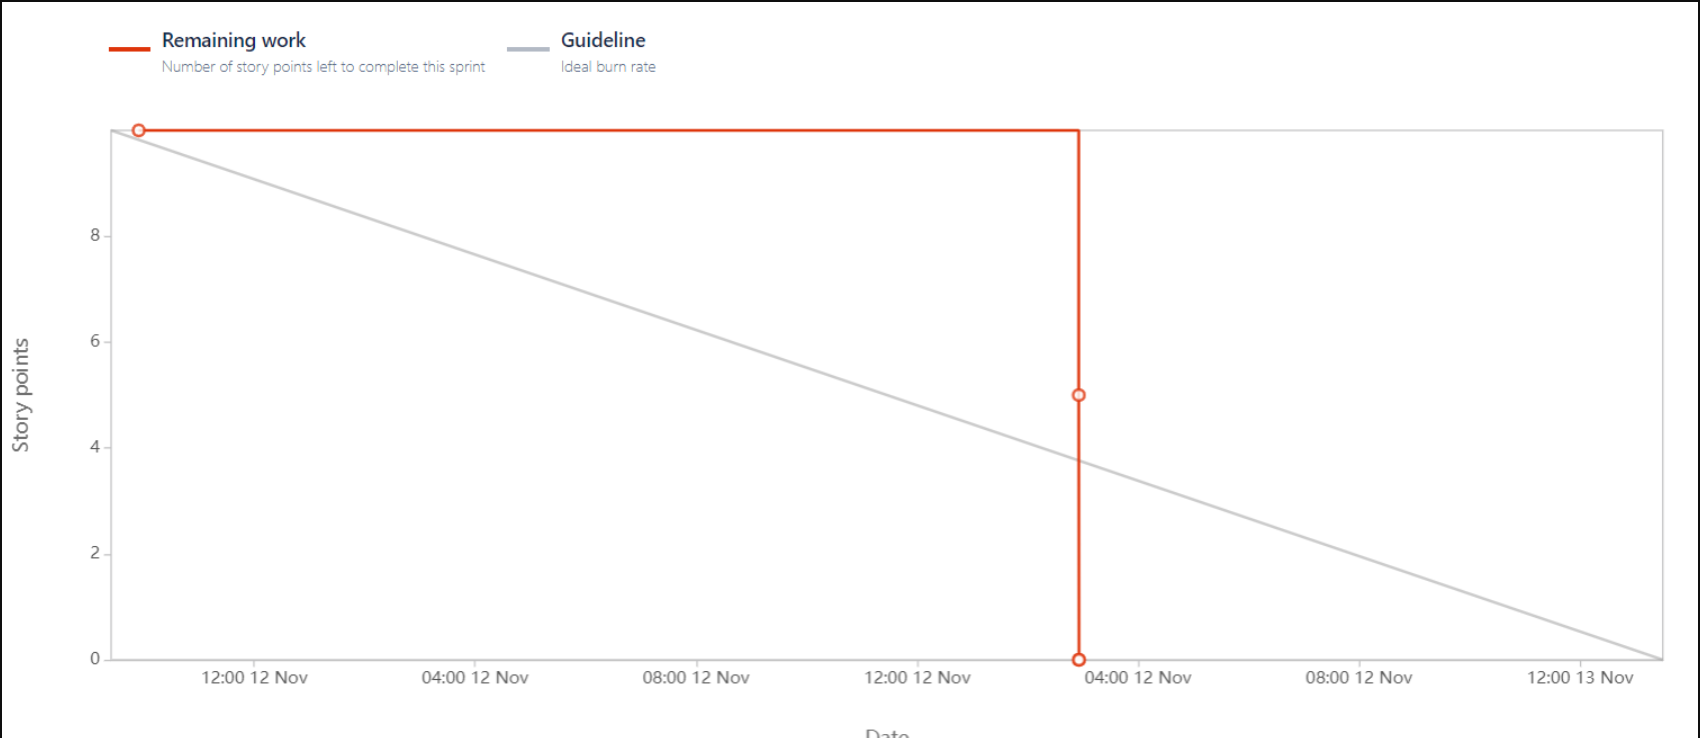 Remaining work
Number of story points left to complete this sprint
Guideline
Ideal burn rate
Story points
8
6
4
2
0
12:00 12 Nov
04:00 12 Nov
08:00 12 Nov
12:00 12 Nov
04:00 12 Nov
08:00 12 Nov
12:00 13 Nov
Date